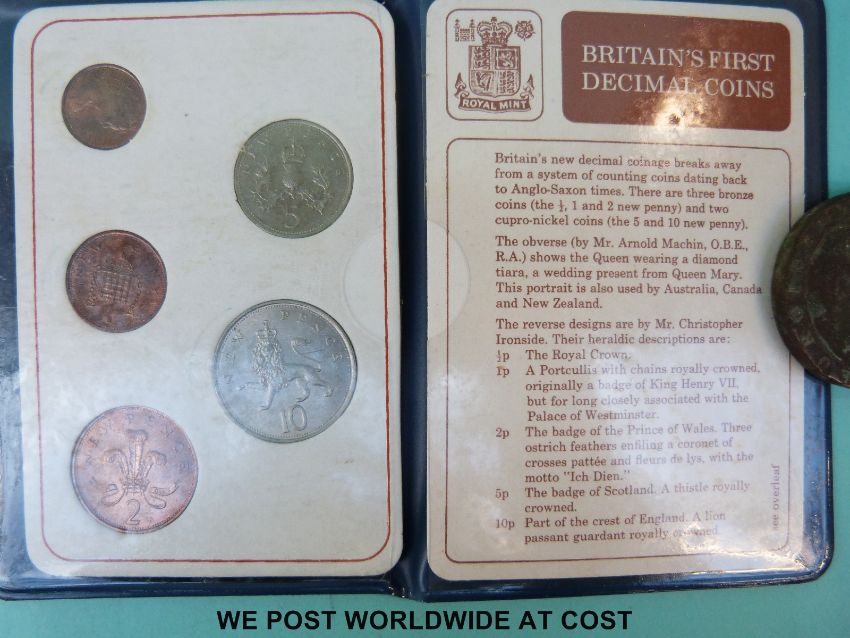 NEW PENCE
5
NEW PENCE
10
NEW PENCE
2
ROYAL MINT
BRITAIN'S FIRST
DECIMAL COINS
Britain's new decimal coinage breaks away
from a system of counting coins dating back
to Anglo-Saxon times. There are three bronze
coins (the ½, 1 and 2 new penny) and two
cupro-nickel coins (the 5 and 10 new penny).
The obverse (by Mr. Arnold Machin, O.B.E.,
R.A.) shows the Queen wearing a diamond
tiara, a wedding present from Queen Mary.
This portrait is also used by Australia, Canada
and New Zealand.
The reverse designs are by Mr. Christopher
Ironside. Their heraldic descriptions are:
½p The Royal Crown.
1p A Portcullis with chains royally crowned,
originally a badge of King Henry VII,
but for long closely associated with the
Palace of Westminster.
2p The badge of the Prince of Wales. Three
ostrich feathers enfiling a coronet of
crosses pattée and fleurs de lys, with the
motto "Ich Dien."
5p The badge of Scotland. A thistle royally
crowned.
10p Part of the crest of England. A lion
passant guardant royally crowned.
see overleaf
WE POST WORLDWIDE AT COST